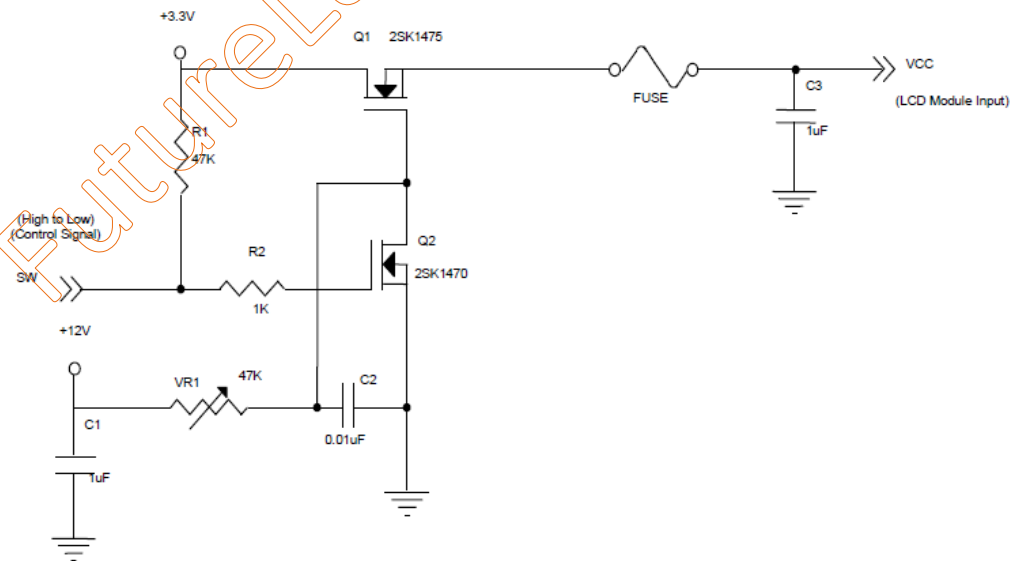 +3.3V
Q1 2SK1475
VCC
FUSE
C3
(LCD Module Input)
1uF
R1
47K
(High to Low)
(Control Signal)
SW
R2
1K
Q2
2SK1470
+12V
VR1
47K
C2
0.01uF
C1
1uF